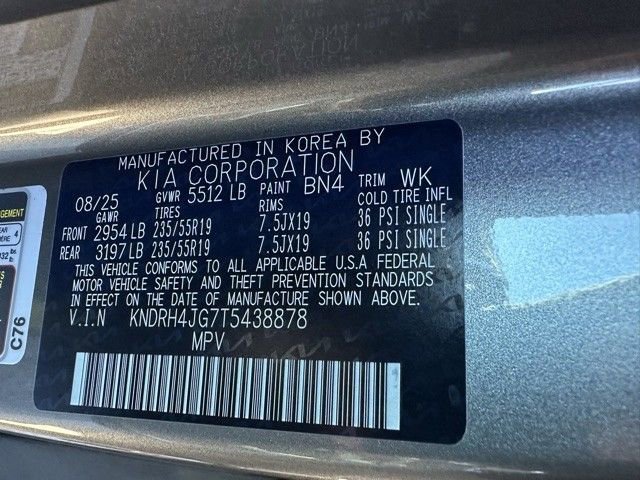 MANUFACTURED IN KOREA BY
KIA CORPORATION
08/25 GVWR 5512 LB PAINT BN4 TRIM WK
GAWR TIRES RIMS COLD TIRE INFL
FRONT 2954 LB 235/55R19 7.5JX19 36 PSI SINGLE
REAR 3197 LB 235/55R19 7.5JX19 36 PSI SINGLE
THIS VEHICLE CONFORMS TO ALL APPLICABLE U.S.A FEDERAL
MOTOR VEHICLE SAFETY AND THEFT PREVENTION STANDARDS
IN EFFECT ON THE DATE OF MANUFACTURE SHOWN ABOVE.
V.I.N KNDRH4JG7T5438878
MPV
C76